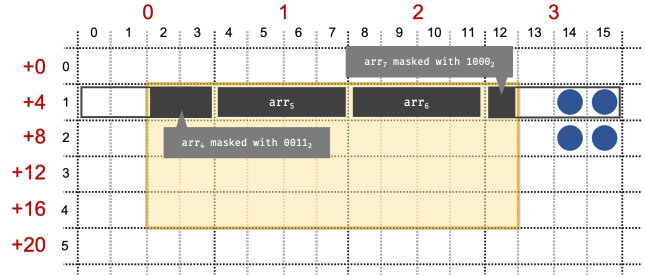 0 1 2 3
0 1 2 3 4 5 6 7 8 9 10 11 12 13 14 15
+0 0
arr₇ masked with 1000₂
+4 1 arr₅ arr₆
+8 2
arr₄ masked with 0011₂
+12 3
+16 4
+20 5